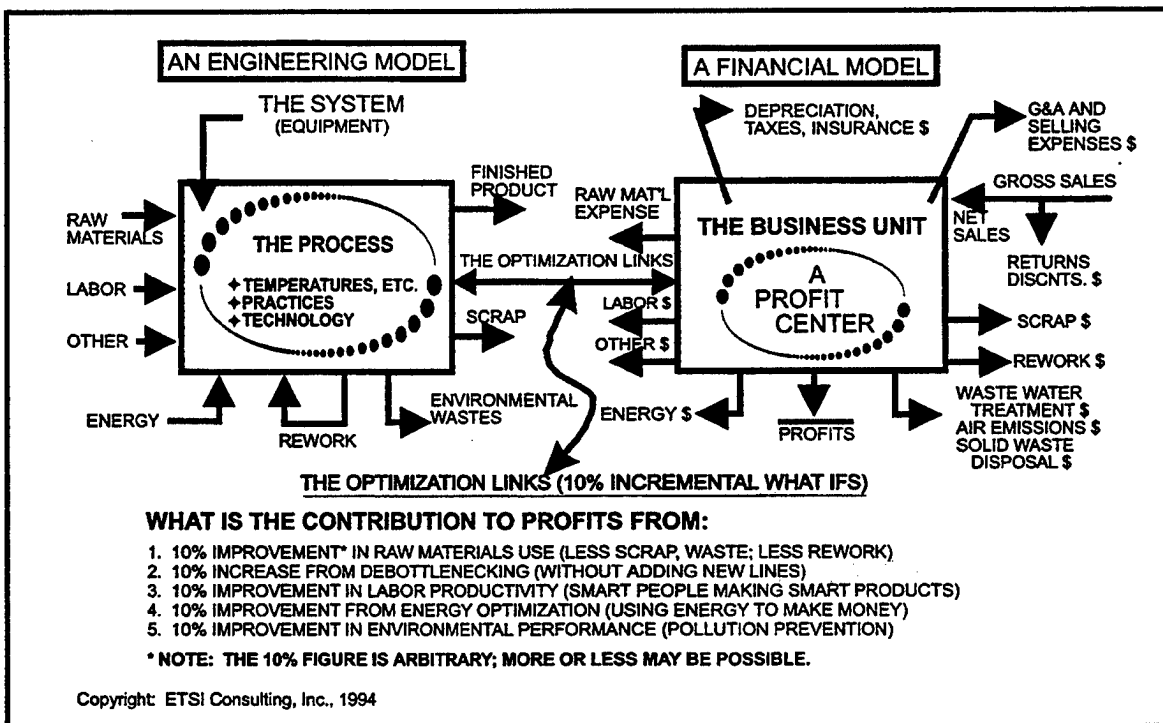 AN ENGINEERING MODEL
THE SYSTEM
(EQUIPMENT)
RAW
MATERIALS
LABOR
OTHER
ENERGY
REWORK
THE PROCESS
✦TEMPERATURES, ETC.
✦PRACTICES
✦TECHNOLOGY
FINISHED
PRODUCT
THE OPTIMIZATION LINKS
SCRAP
ENVIRONMENTAL
WASTES
A FINANCIAL MODEL
DEPRECIATION,
TAXES, INSURANCE $
G&A AND
SELLING
EXPENSES $
RAW MAT'L
EXPENSE
LABOR $
OTHER $
ENERGY $
THE BUSINESS UNIT
A
PROFIT
CENTER
PROFITS
GROSS SALES
NET
SALES
RETURNS
DISCNTS. $
SCRAP $
REWORK $
WASTE WATER
TREATMENT $
AIR EMISSIONS $
SOLID WASTE
DISPOSAL $
THE OPTIMIZATION LINKS (10% INCREMENTAL WHAT IFS)
WHAT IS THE CONTRIBUTION TO PROFITS FROM:
1. 10% IMPROVEMENT* IN RAW MATERIALS USE (LESS SCRAP, WASTE; LESS REWORK)
2. 10% INCREASE FROM DEBOTTLENECKING (WITHOUT ADDING NEW LINES)
3. 10% IMPROVEMENT IN LABOR PRODUCTIVITY (SMART PEOPLE MAKING SMART PRODUCTS)
4. 10% IMPROVEMENT FROM ENERGY OPTIMIZATION (USING ENERGY TO MAKE MONEY)
5. 10% IMPROVEMENT IN ENVIRONMENTAL PERFORMANCE (POLLUTION PREVENTION)
* NOTE: THE 10% FIGURE IS ARBITRARY; MORE OR LESS MAY BE POSSIBLE.
Copyright: ETSI Consulting, Inc., 1994